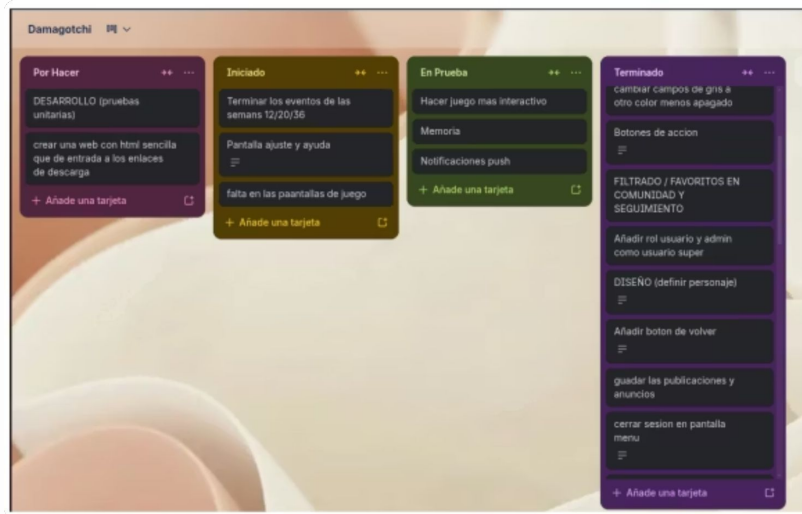 Damagotchi
Por Hacer
DESARROLLO (pruebas
unitarias)
crear una web con html sencilla
que de entrada a los enlaces
de descarga
+ Añade una tarjeta
Iniciado
Terminar los eventos de las
semans 12/20/36
Pantalla ajuste y ayuda
falta en las paantallas de juego
+ Añade una tarjeta
En Prueba
Hacer juego mas interactivo
Memoria
Notificaciones push
+ Añade una tarjeta
Terminado
cambiar campos de gris a
otro color menos apagado
Botones de accion
FILTRADO / FAVORITOS EN
COMUNIDAD Y
SEGUIMIENTO
Añadir rol usuario y admin
como usuario super
DISEÑO (definir personaje)
Añadir boton de volver
guadar las publicaciones y
anuncios
cerrar sesion en pantalla
menu
+ Añade una tarjeta